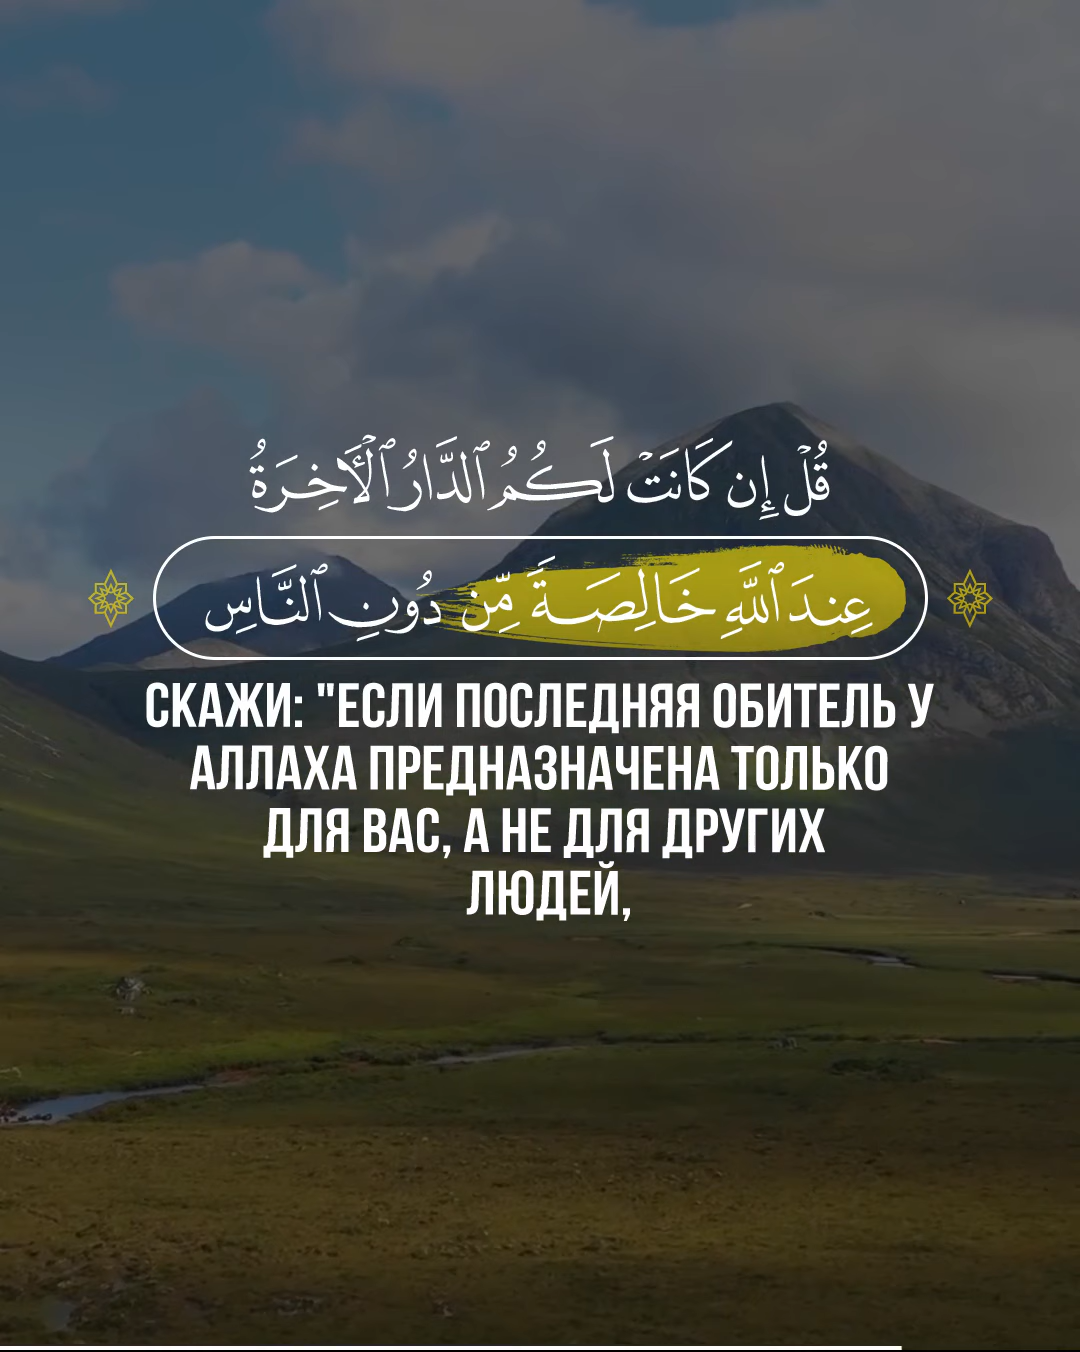 قُلْ إِن كَانَتْ لَكُمُ ٱلدَّارُ ٱلْأَخِرَةُ
عِندَ ٱللَّهِ خَالِصَةً مِّن دُونِ ٱلنَّاسِ
СКАЖИ: "ЕСЛИ ПОСЛЕДНЯЯ ОБИТЕЛЬ У
АЛЛАХА ПРЕДНАЗНАЧЕНА ТОЛЬКО
ДЛЯ ВАС, А НЕ ДЛЯ ДРУГИХ
ЛЮДЕЙ,